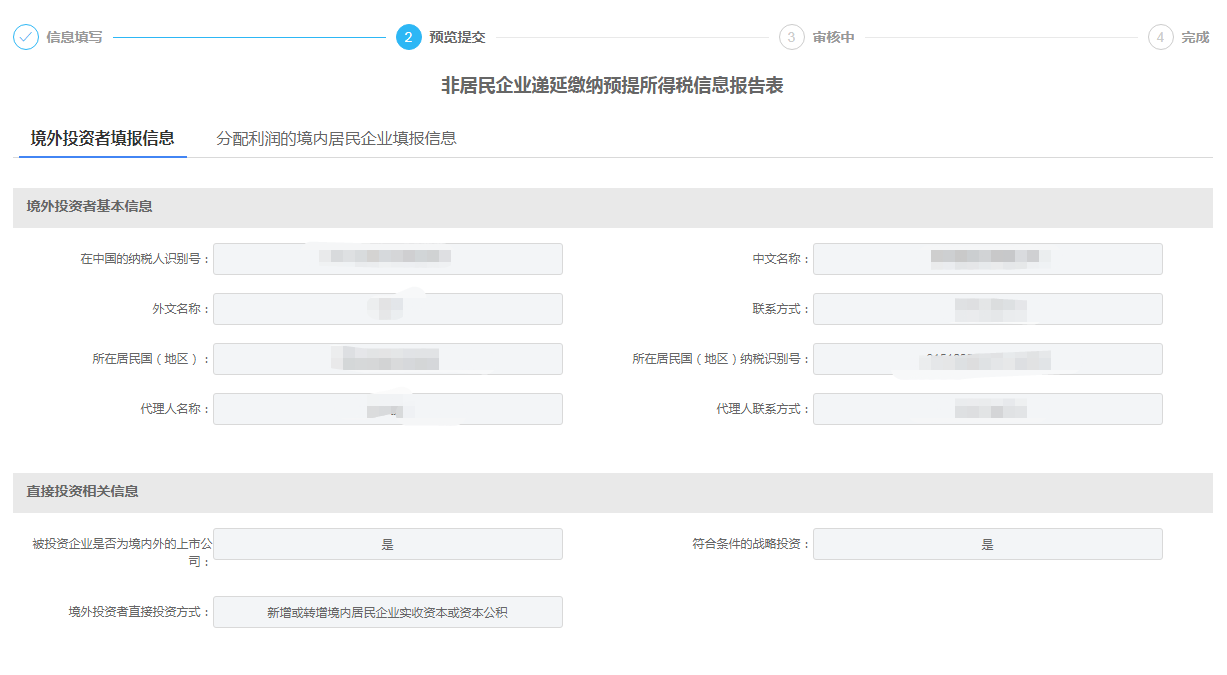 信息填写
2 预览提交
3 审核中
4 完成
非居民企业递延缴纳预提所得税信息报告表
境外投资者填报信息 分配利润的境内居民企业填报信息
境外投资者基本信息
在中国的纳税人识别号： 中文名称：
外文名称： 联系方式：
所在居民国（地区）： 所在居民国（地区）纳税识别号：
代理人名称： 代理人联系方式：
直接投资相关信息
被投资企业是否为境内外的上市公 是 符合条件的战略投资： 是
司：
境外投资者直接投资方式： 新增或转增境内居民企业实收资本或资本公积